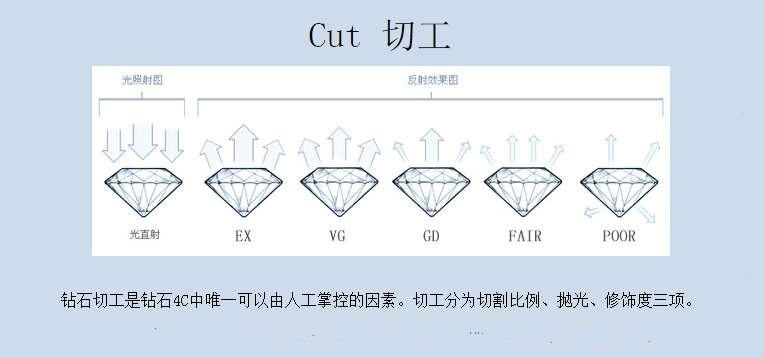 Cut 切工
光照射图
反射效果图
光直射 EX VG GD FAIR POOR
钻石切工是钻石4C中唯一可以由人工掌控的因素。切工分为切割比例、抛光、修饰度三项。